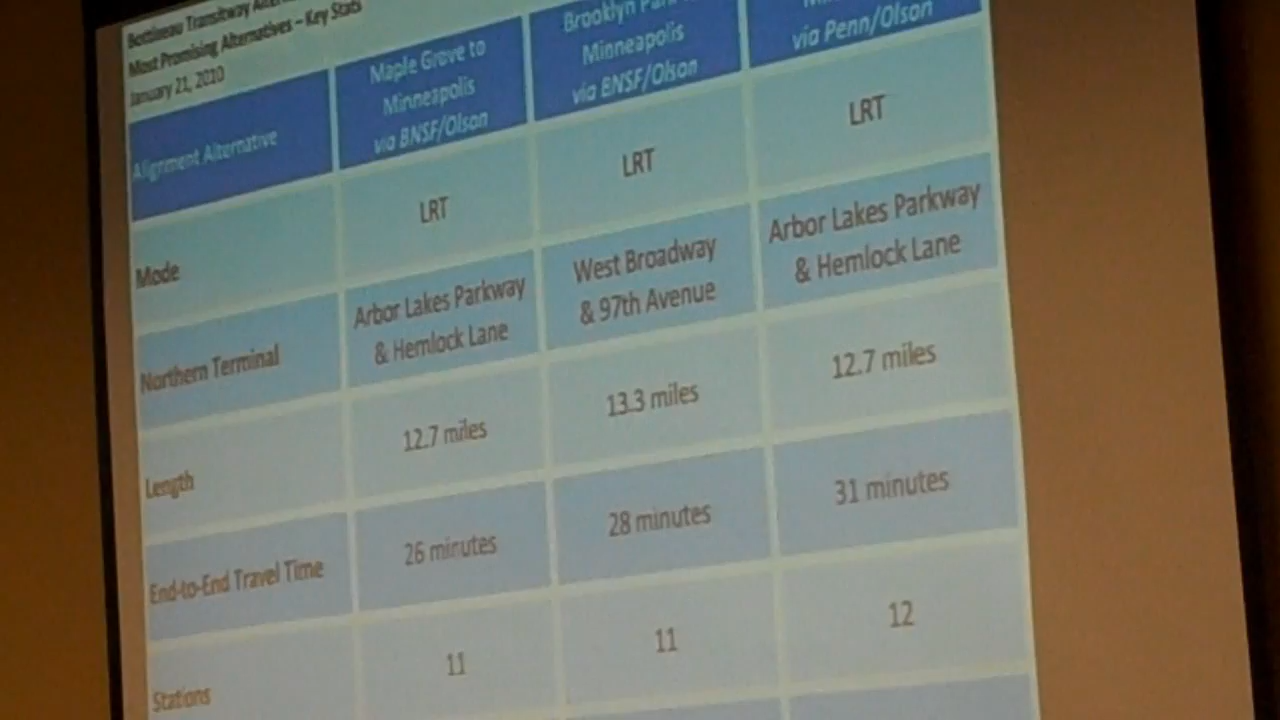 Bottineau Transitway
Most Promising Alternatives – Key Stats
January 21, 2010
Alignment Alternative
Maple Grove to
Minneapolis
via BNSF/Olson
Brooklyn
Minneapolis
via BNSF/Olson
via Penn/Olson
Mode
LRT
LRT
LRT
Northern Terminal
Arbor Lakes Parkway
& Hemlock Lane
West Broadway
& 97th Avenue
Arbor Lakes Parkway
& Hemlock Lane
Length
12.7 miles
13.3 miles
12.7 miles
End-to-End Travel Time
26 minutes
28 minutes
31 minutes
Stations
11
11
12